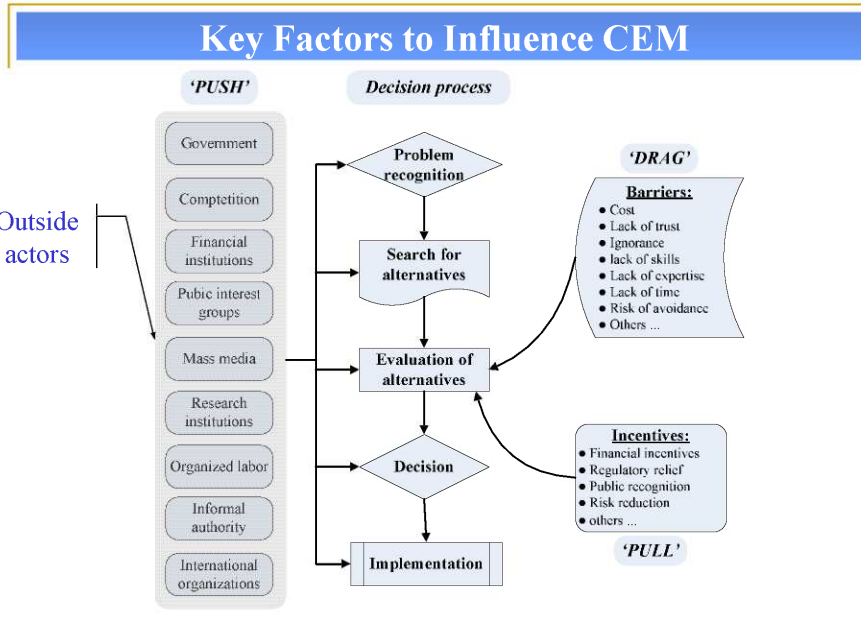 Key Factors to Influence CEM
'PUSH'
Decision process
Government
Comptetition
Financial
institutions
Pubic interest
groups
Mass media
Research
institutions
Organized labor
Informal
authority
International
organizations
Outside
actors
Problem
recognition
Search for
alternatives
Evaluation of
alternatives
Decision
Implementation
'DRAG'
Barriers:
● Cost
● Lack of trust
● Ignorance
● lack of skills
● Lack of expertise
● Lack of time
● Risk of avoidance
● Others ...
Incentives:
● Financial incentives
● Regulatory relief
● Public recognition
● Risk reduction
● others ...
'PULL'